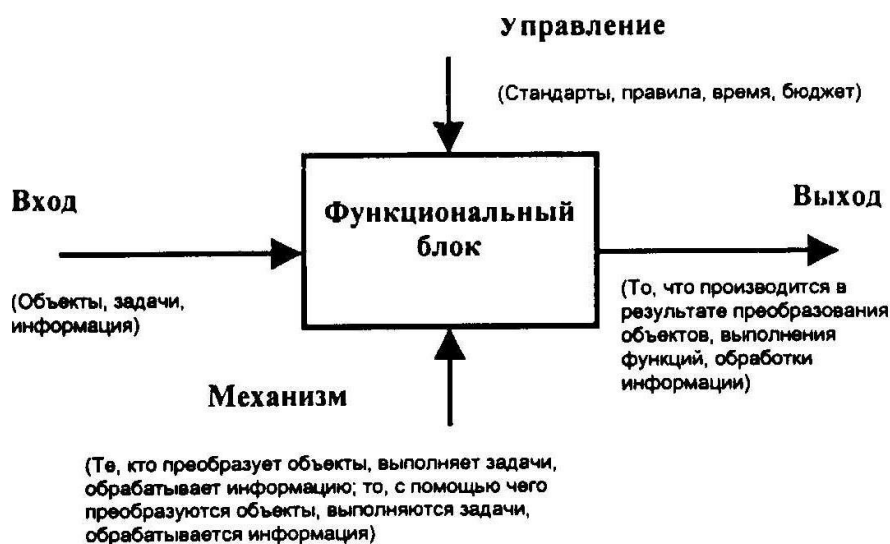 Управление
(Стандарты, правила, время, бюджет)
Вход
(Объекты, задачи,
информация)
Функциональный
блок
Выход
(То, что производится в
результате преобразования
объектов, выполнения
функций, обработки
информации)
Механизм
(Те, кто преобразует объекты, выполняет задачи,
обрабатывает информацию; то, с помощью чего
преобразуются объекты, выполняются задачи,
обрабатывается информация)